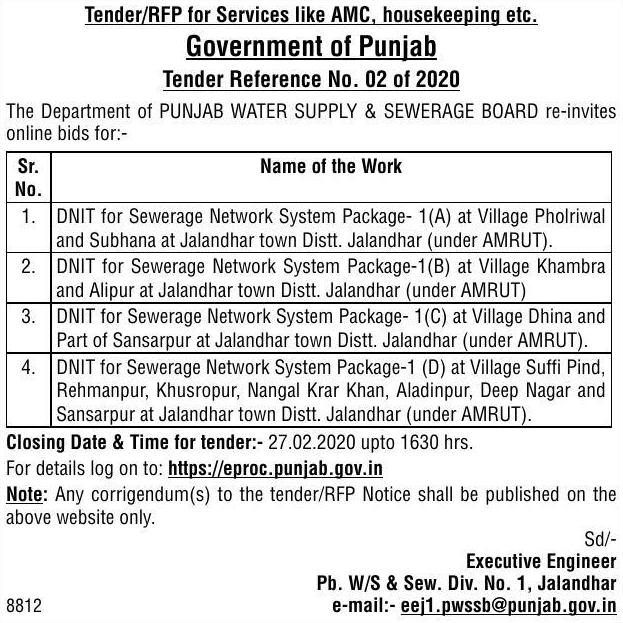 Tender/RFP for Services like AMC, housekeeping etc.
Government of Punjab
Tender Reference No. 02 of 2020
The Department of PUNJAB WATER SUPPLY & SEWERAGE BOARD re-invites
online bids for:-
Sr. No.
Name of the Work
1. DNIT for Sewerage Network System Package- 1(A) at Village Pholriwal
and Subhana at Jalandhar town Distt. Jalandhar (under AMRUT).
2. DNIT for Sewerage Network System Package-1(B) at Village Khambra
and Alipur at Jalandhar town Distt. Jalandhar (under AMRUT)
3. DNIT for Sewerage Network System Package- 1(C) at Village Dhina and
Part of Sansarpur at Jalandhar town Distt. Jalandhar (under AMRUT).
4. DNIT for Sewerage Network System Package-1 (D) at Village Suffi Pind,
Rehmanpur, Khusropur, Nangal Krar Khan, Aladinpur, Deep Nagar and
Sansarpur at Jalandhar town Distt. Jalandhar (under AMRUT).
Closing Date & Time for tender:- 27.02.2020 upto 1630 hrs.
For details log on to: https://eproc.punjab.gov.in
Note: Any corrigendum(s) to the tender/RFP Notice shall be published on the
above website only.
Sd/-
Executive Engineer
Pb. W/S & Sew. Div. No. 1, Jalandhar
8812 e-mail:- eej1.pwssb@punjab.gov.in